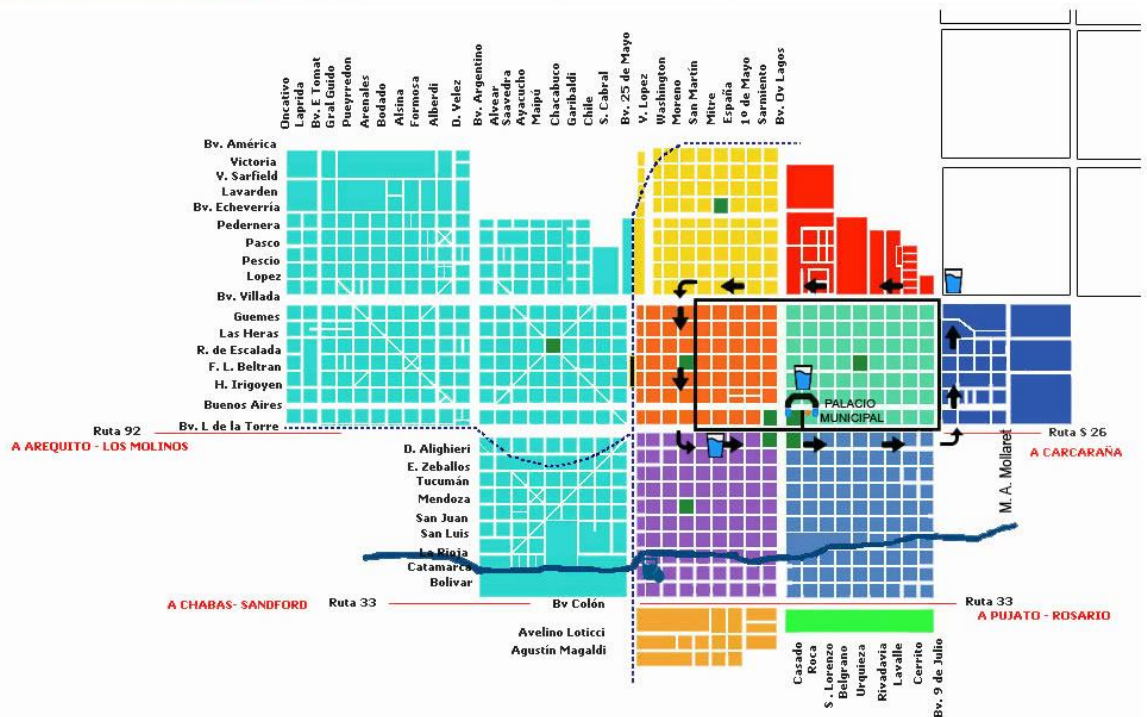 Oncativo
Laprida
Bv. E Tomat
Gral Guido
Pueyrredon
Arenales
Bodado
Alsina
Formosa
Alberdi
D. Velez
Bv. Argentino
Alvear
Saavedra
Ayacucho
Maipú
Chacabuco
Garibaldi
Chile
S. Cabral
Bv. 25 de Mayo
V. Lopez
Washington
Moreno
San Martín
Mitre
España
1º de Mayo
Sarmiento
Bv. Ov Lagos
Bv. América
Victoria
V. Sarfield
Lavarden
Bv. Echeverría
Pedernera
Pasco
Pescio
Lopez
Bv. Villada
Guemes
Las Heras
R. de Escalada
F. L. Beltran
H. Irigoyen
Buenos Aires
Bv. L de la Torre
PALACIO
MUNICIPAL
Ruta 92
A AREQUITO - LOS MOLINOS
Ruta S 26
A CARCARAÑA
M. A. Mollaret
D. Alighieri
E. Zeballos
Tucumán
Mendoza
San Juan
San Luis
La Rioja
Catamarca
Bolivar
A CHABAS- SANDFORD
Ruta 33
Bv Colón
Ruta 33
A PUJATO - ROSARIO
Avelino Loticci
Agustín Magaldi
Casado
Roca
S . Lorenzo
Belgrano
Urquieza
Rivadavia
Lavalle
Cerrito
Bv. 9 de Julio